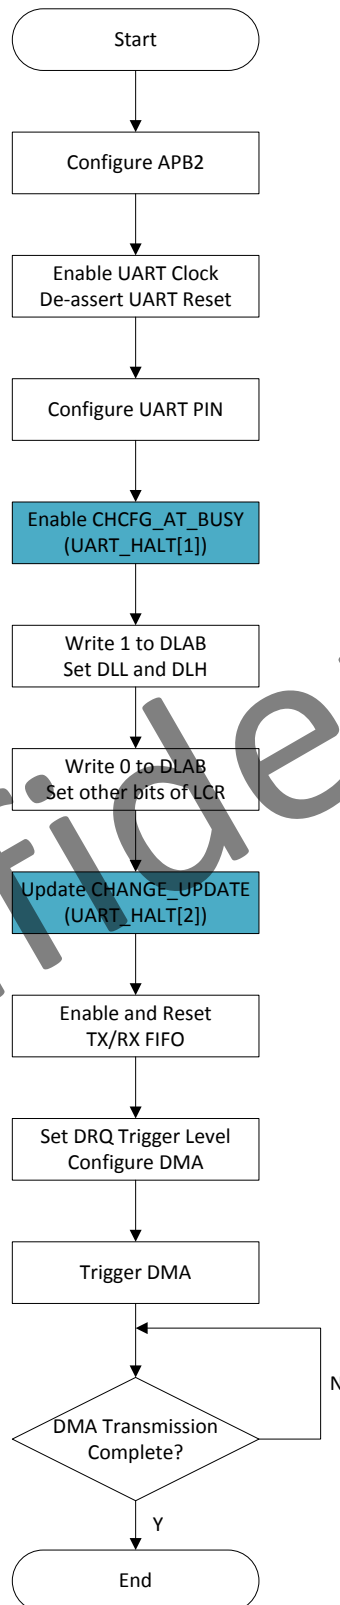 Start
Configure APB2
Enable UART Clock
De-assert UART Reset
Configure UART PIN
Enable CHCFG_AT_BUSY
(UART_HALT[1])
Write 1 to DLAB
Set DLL and DLH
Write 0 to DLAB
Set other bits of LCR
Update CHANGE_UPDATE
(UART_HALT[2])
Enable and Reset
TX/RX FIFO
Set DRQ Trigger Level
Configure DMA
Trigger DMA
N
DMA Transmission
Complete?
Y
End
fide